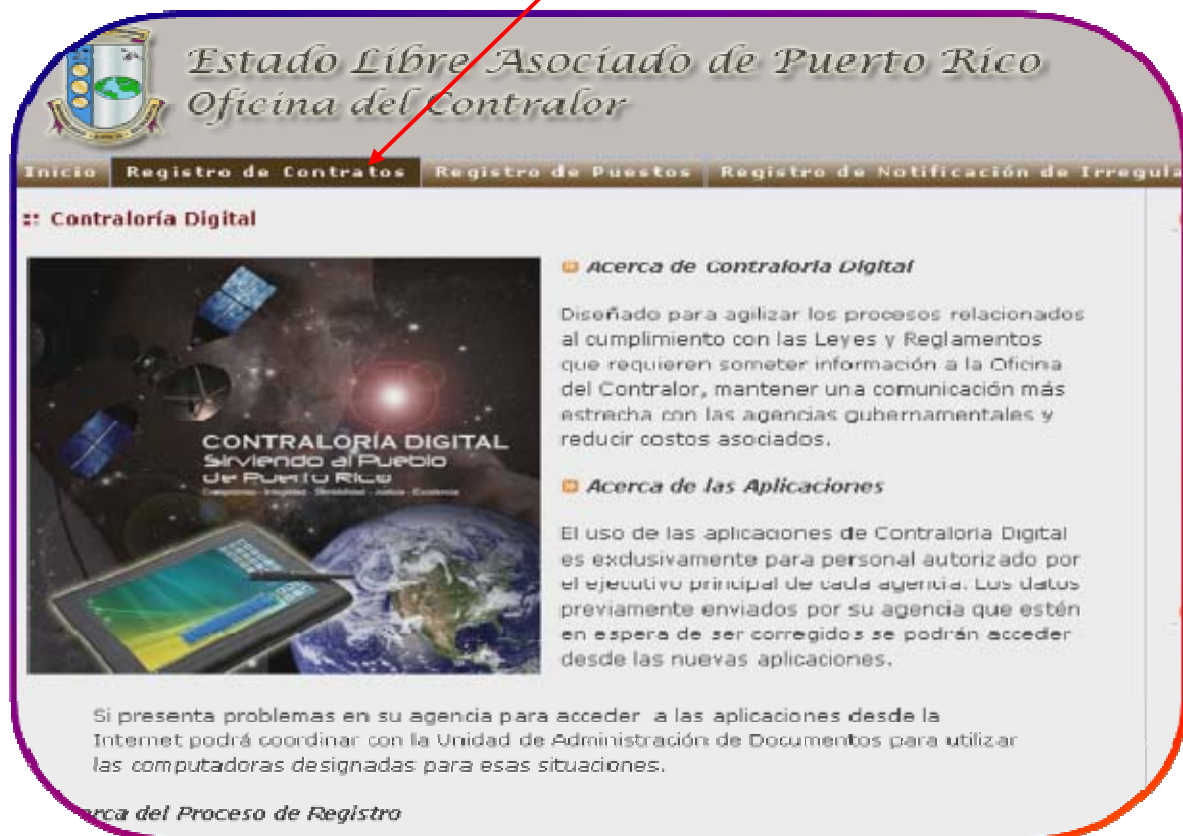 Estado Libre Asociado de Puerto Rico
Oficina del Contralor
Inicio Registro de Contratos Registro de Puestos Registro de Notificación de Irregula
:: Contraloría Digital
Acerca de Contraloría Digital
Diseñado para agilizar los procesos relacionados
al cumplimiento con las Leyes y Reglamentos
que requieren someter información a la Oficina
del Contralor, mantener una comunicación más
estrecha con las agencias gubernamentales y
reducir costos asociados.
CONTRALORÍA DIGITAL
Sirviendo al Pueblo
de Puerto Rico
Acerca de las Aplicaciones
El uso de las aplicaciones de Contraloría Digital
es exclusivamente para personal autorizado por
el ejecutivo principal de cada agencia. Los datos
previamente enviados por su agencia que estén
en espera de ser corregidos se podrán acceder
desde las nuevas aplicaciones.
Si presenta problemas en su agencia para acceder a las aplicaciones desde la
Internet podrá coordinar con la Unidad de Administración de Documentos para utilizar
las computadoras designadas para esas situaciones.
erca del Proceso de Registro